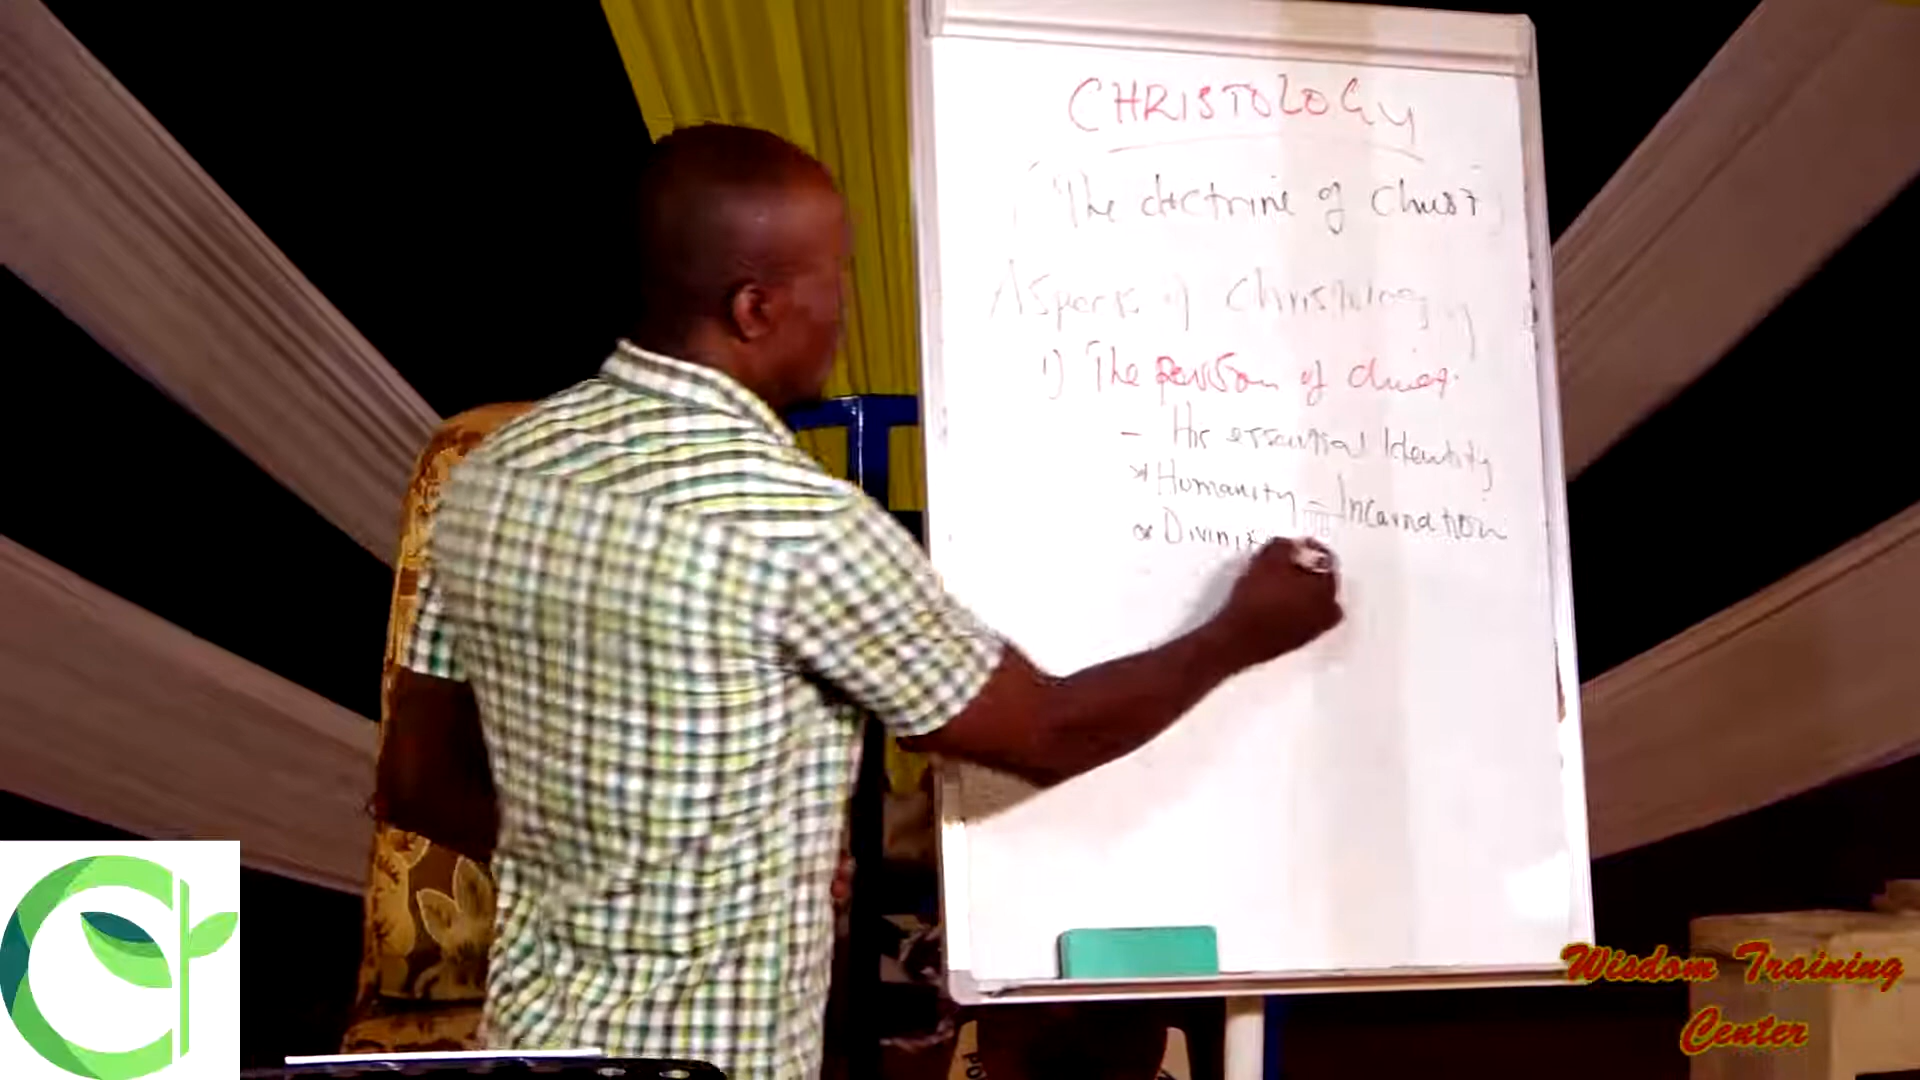 CHRISTOLOGY
(The doctrine of Christ)
Aspects of Christology
1) The person of christ.
- His essential Identity
* Humanity = Incarnation
* Divini
Wisdom Training
Center